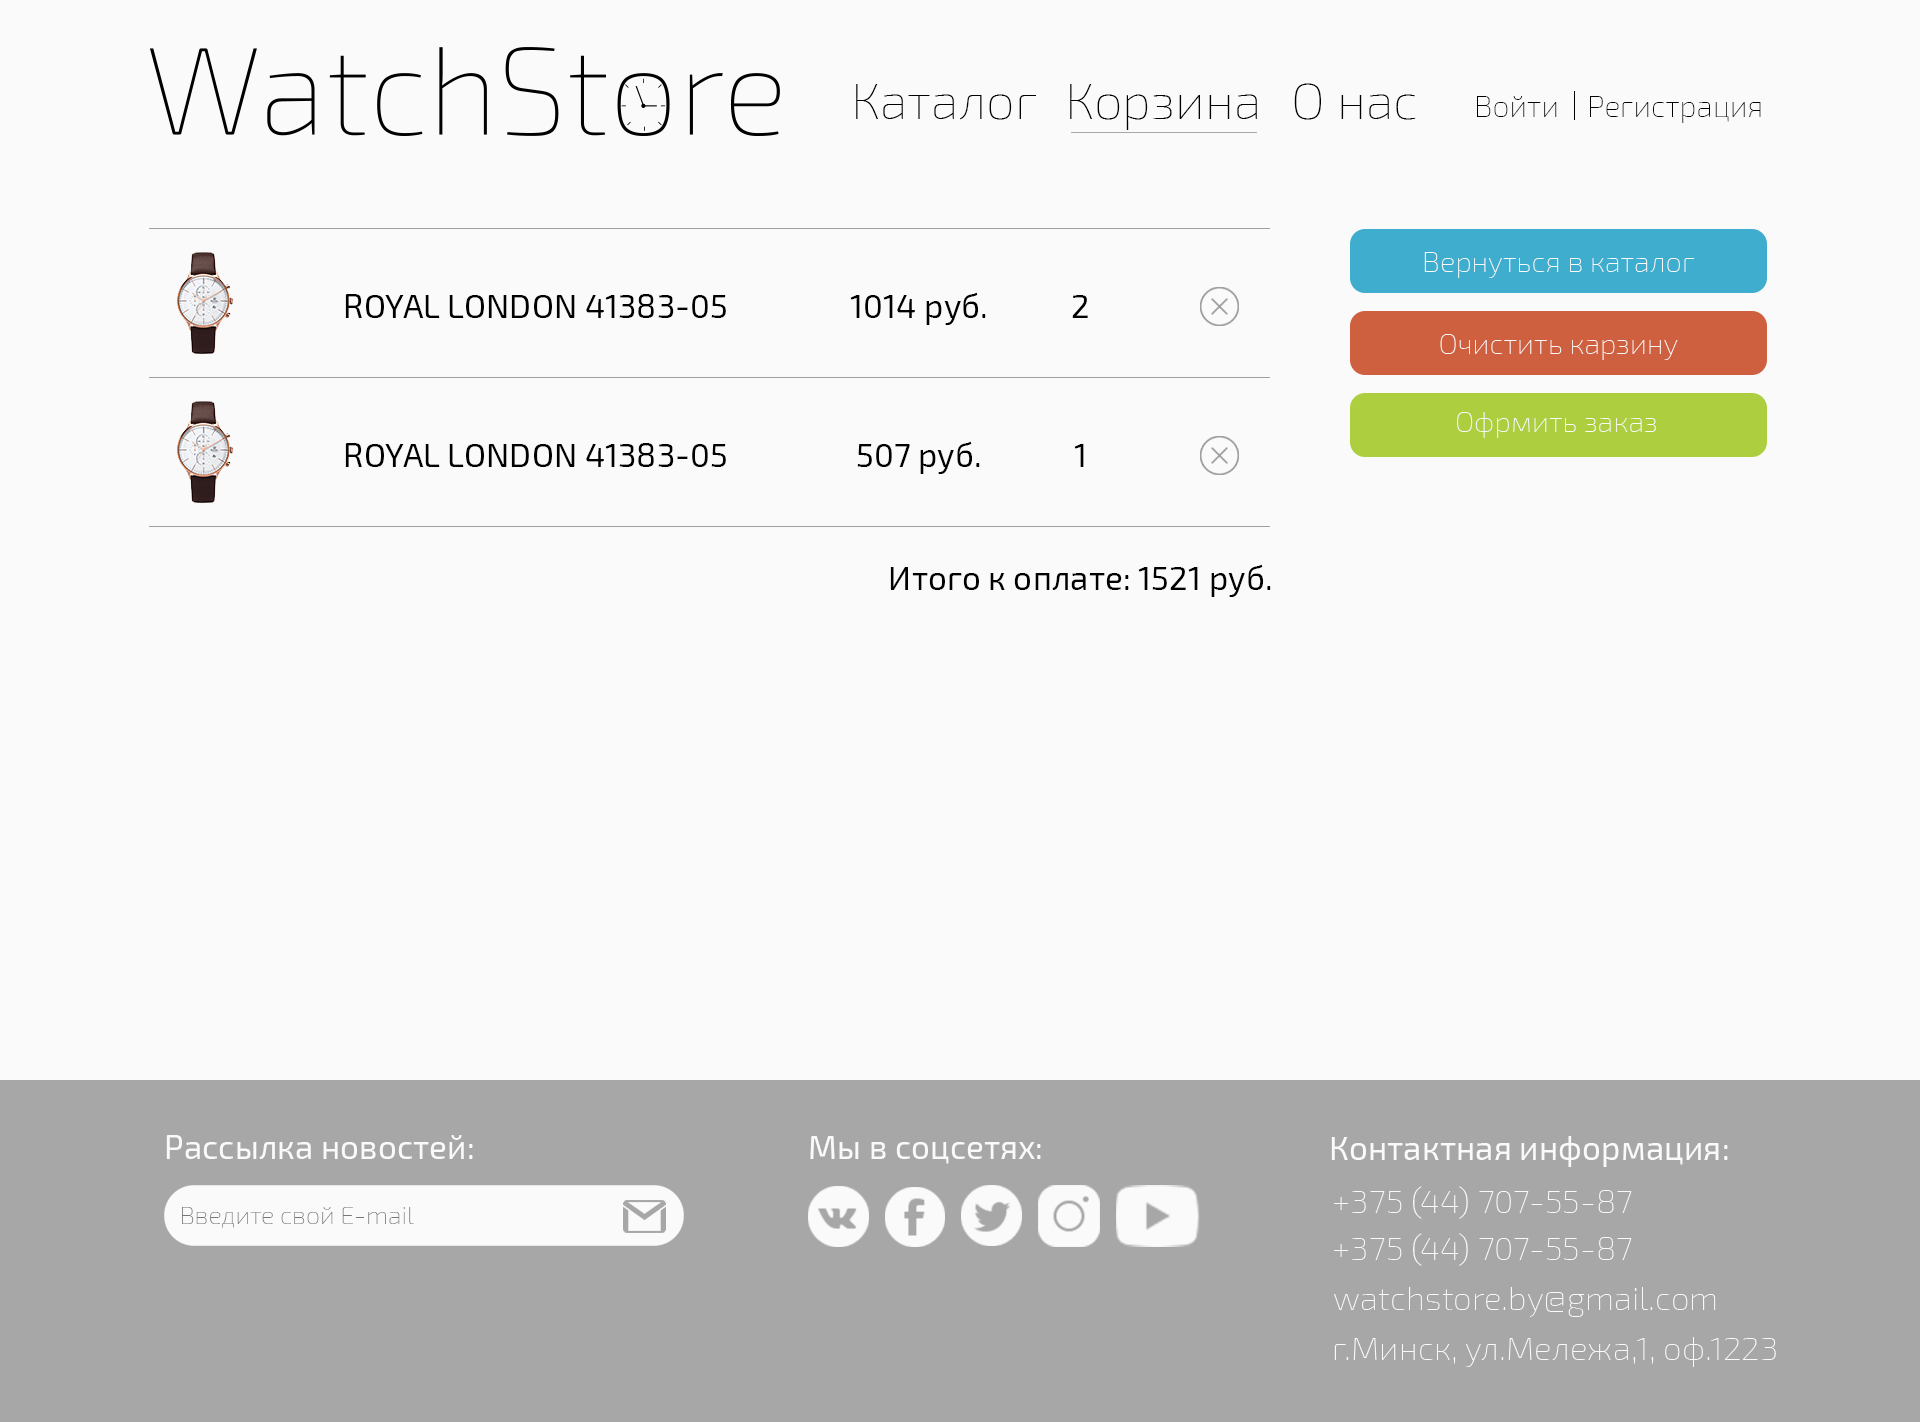 WatchStore
Каталог Корзина О нас Войти | Регистрация
ROYAL LONDON 41383-05 1014 руб. 2
ROYAL LONDON 41383-05 507 руб. 1
Итого к оплате: 1521 руб.
Вернуться в каталог
Очистить карзину
Офрмить заказ
Рассылка новостей:
Введите свой E-mail
Мы в соцсетях:
Контактная информация:
+375 (44) 707-55-87
+375 (44) 707-55-87
watchstore.by@gmail.com
г.Минск, ул.Мележа,1, оф.1223